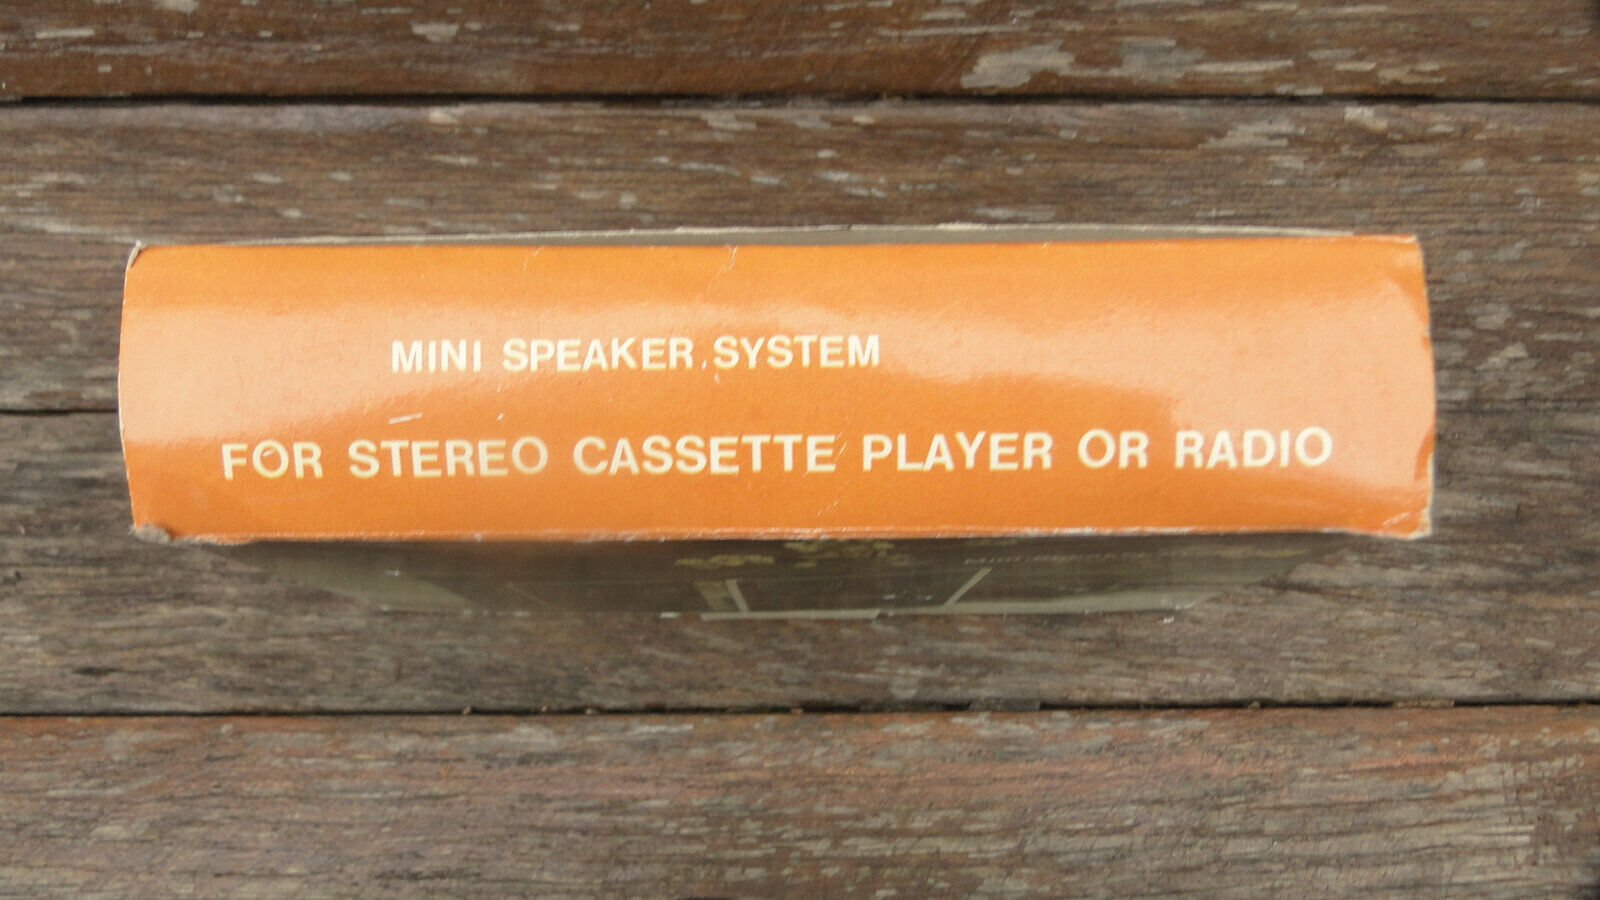 MINI SPEAKER SYSTEM
FOR STEREO CASSETTE PLAYER OR RADIO